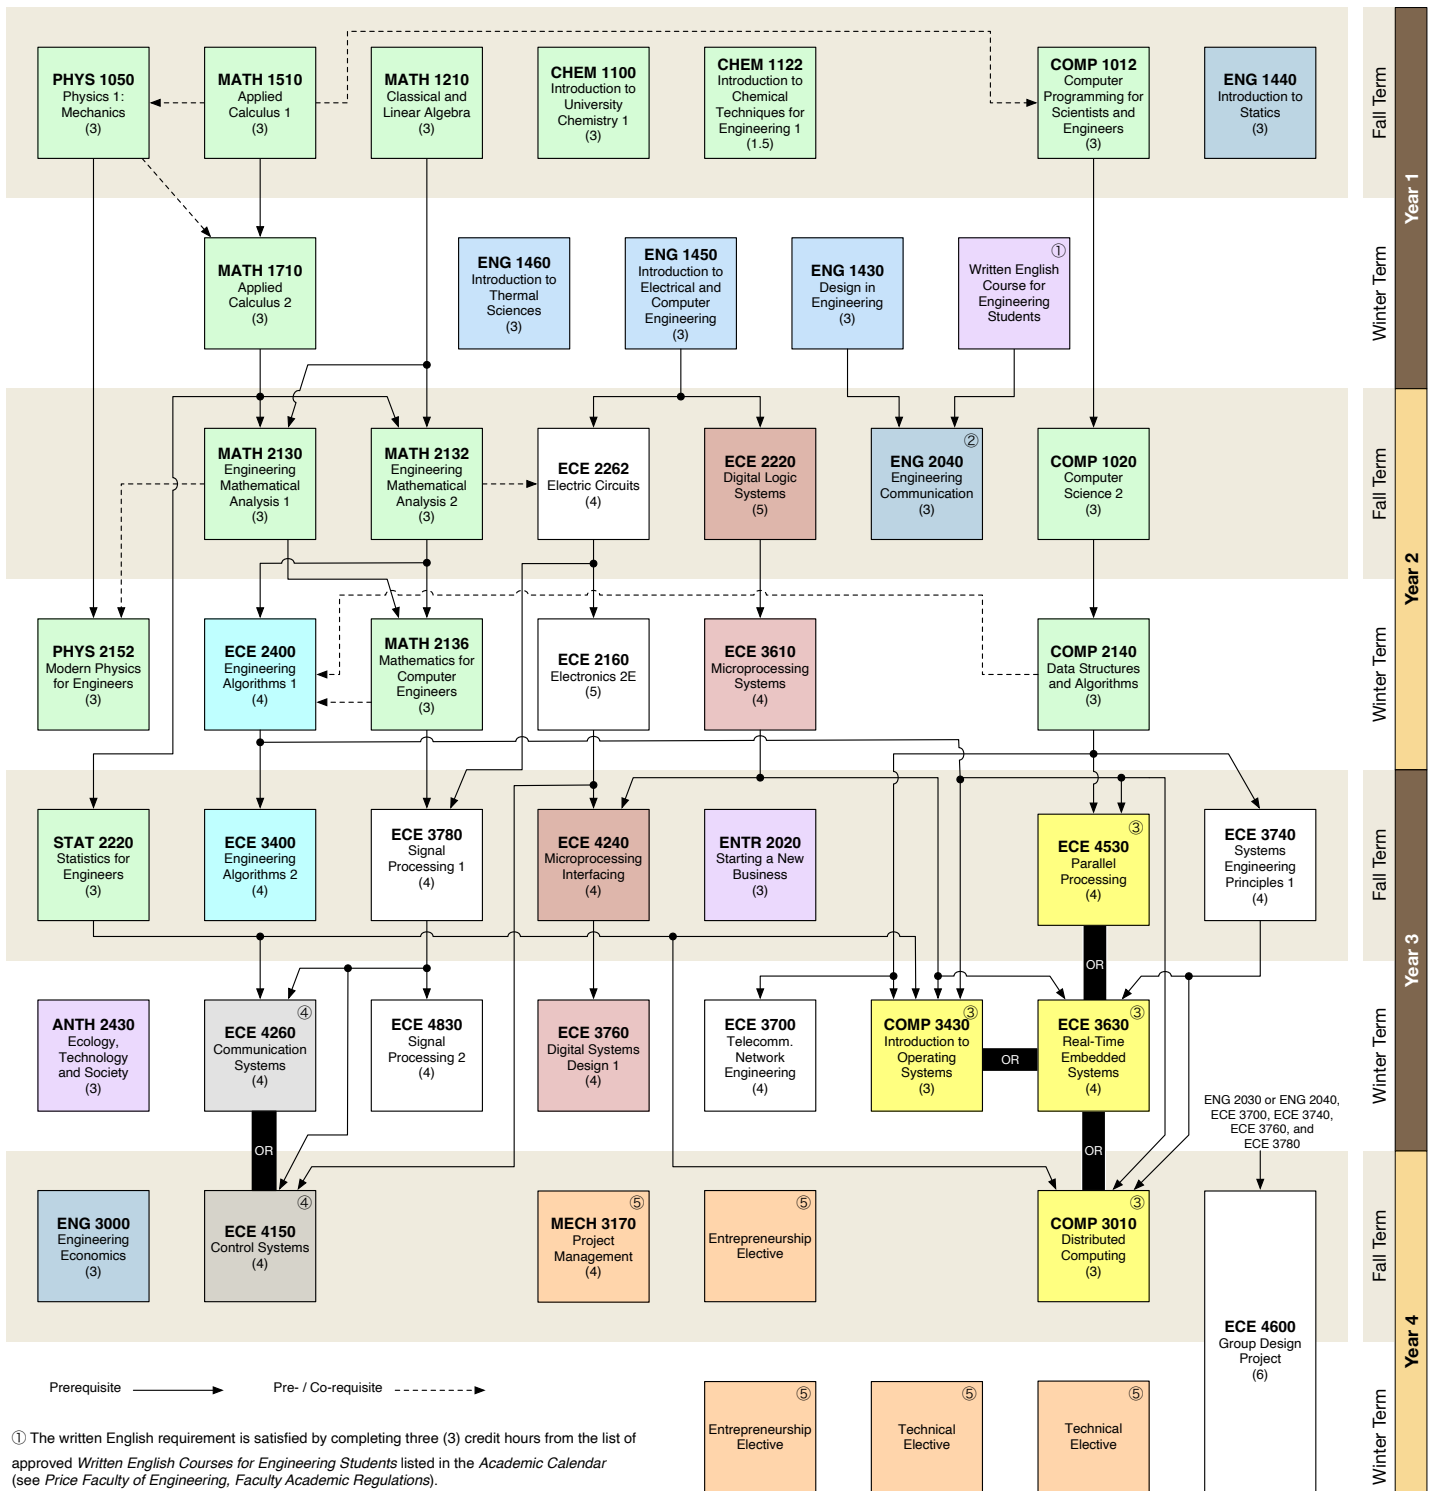 PHYS 1050
Physics 1:
Mechanics
(3)
MATH 1510
Applied
Calculus 1
(3)
MATH 1210
Classical and
Linear Algebra
(3)
CHEM 1100
Introduction to
University
Chemistry 1
(3)
CHEM 1122
Introduction to
Chemical
Techniques for
Engineering 1
(1.5)
COMP 1012
Computer
Programming for
Scientists and
Engineers
(3)
ENG 1440
Introduction to
Statics
(3)
Fall Term
Year 1
MATH 1710
Applied
Calculus 2
(3)
ENG 1460
Introduction to
Thermal
Sciences
(3)
ENG 1450
Introduction to
Electrical and
Computer
Engineering
(3)
ENG 1430
Design in
Engineering
(3)
①
Written English
Course for
Engineering
Students
Winter Term
MATH 2130
Engineering
Mathematical
Analysis 1
(3)
MATH 2132
Engineering
Mathematical
Analysis 2
(3)
ECE 2262
Electric Circuits
(4)
ECE 2220
Digital Logic
Systems
(5)
②
ENG 2040
Engineering
Communication
(3)
COMP 1020
Computer
Science 2
(3)
Fall Term
Year 2
PHYS 2152
Modern Physics
for Engineers
(3)
ECE 2400
Engineering
Algorithms 1
(4)
MATH 2136
Mathematics for
Computer
Engineers
(3)
ECE 2160
Electronics 2E
(5)
ECE 3610
Microprocessing
Systems
(4)
COMP 2140
Data Structures
and Algorithms
(3)
Winter Term
STAT 2220
Statistics for
Engineers
(3)
ECE 3400
Engineering
Algorithms 2
(4)
ECE 3780
Signal
Processing 1
(4)
ECE 4240
Microprocessing
Interfacing
(4)
ENTR 2020
Starting a New
Business
(3)
③
ECE 4530
Parallel
Processing
(4)
ECE 3740
Systems
Engineering
Principles 1
(4)
Fall Term
Year 3
OR
ANTH 2430
Ecology,
Technology
and Society
(3)
④
ECE 4260
Communication
Systems
(4)
ECE 4830
Signal
Processing 2
(4)
ECE 3760
Digital Systems
Design 1
(4)
ECE 3700
Telecomm.
Network
Engineering
(4)
③
COMP 3430
Introduction to
Operating
Systems
(3)
OR
③
ECE 3630
Real-Time
Embedded
Systems
(4)
Winter Term
ENG 2030 or ENG 2040,
ECE 3700, ECE 3740,
ECE 3760, and
ECE 3780
OR
OR
ENG 3000
Engineering
Economics
(3)
④
ECE 4150
Control Systems
(4)
⑤
MECH 3170
Project
Management
(4)
⑤
Entrepreneurship
Elective
③
COMP 3010
Distributed
Computing
(3)
Fall Term
Year 4
ECE 4600
Group Design
Project
(6)
Prerequisite
Pre- / Co-requisite
⑤
Entrepreneurship
Elective
⑤
Technical
Elective
⑤
Technical
Elective
Winter Term
① The written English requirement is satisfied by completing three (3) credit hours from the list of
approved Written English Courses for Engineering Students listed in the Academic Calendar
(see Price Faculty of Engineering, Faculty Academic Regulations).